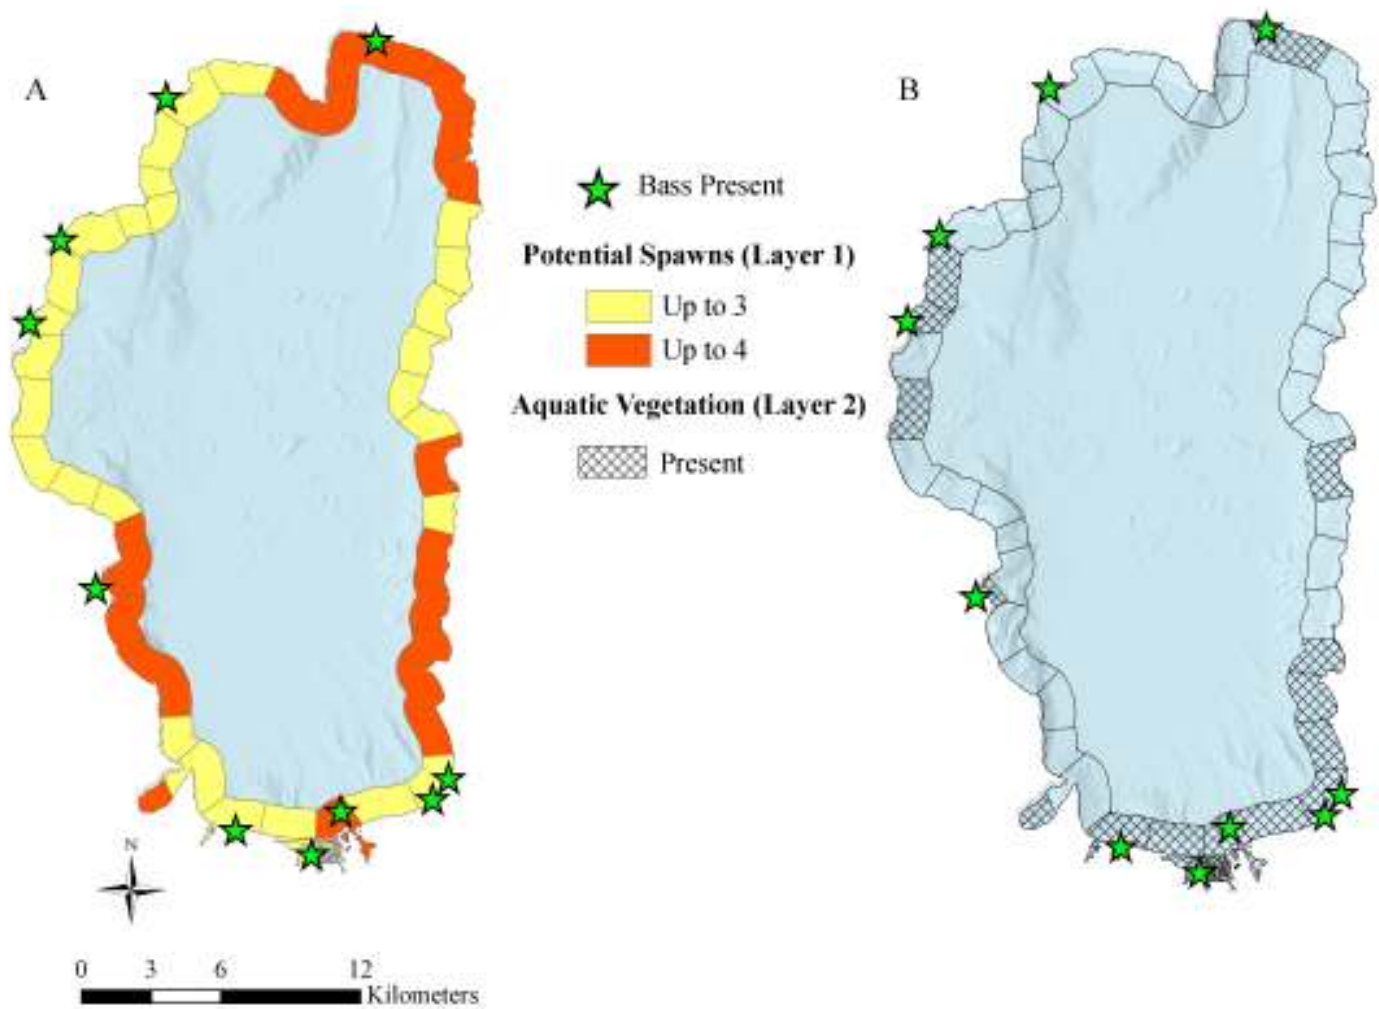 A
B
Bass Present
Potential Spawns (Layer 1)
Up to 3
Up to 4
Aquatic Vegetation (Layer 2)
Present
N
0 3 6 12
Kilometers